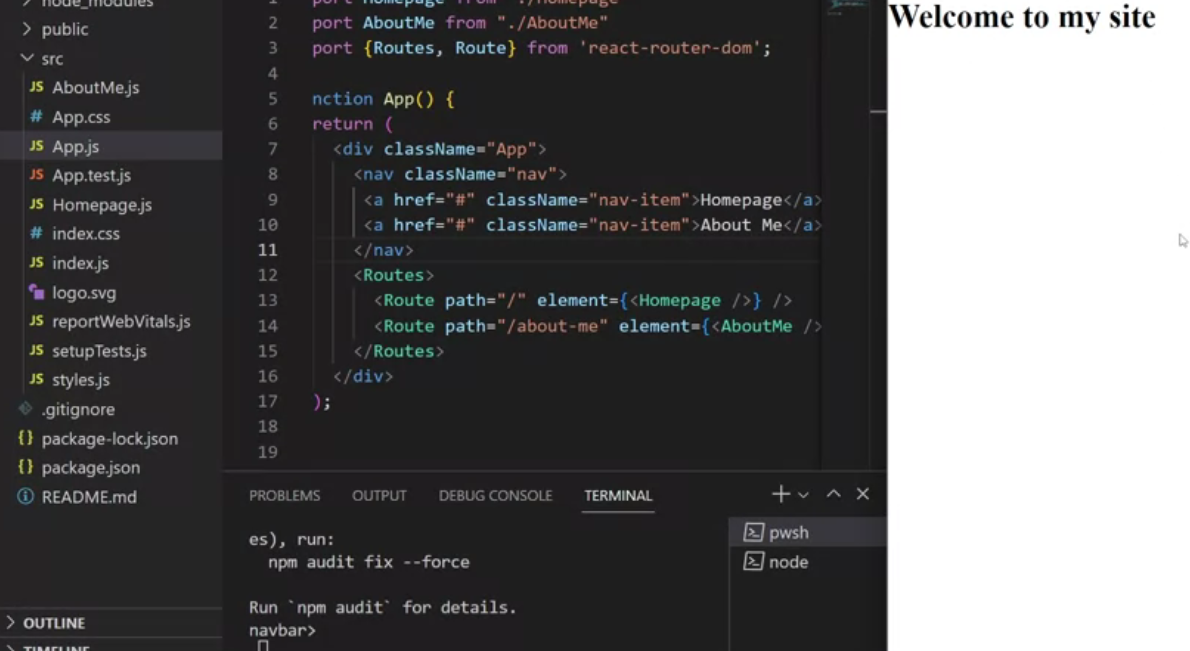 node_modules
public
src
JS AboutMe.js
# App.css
JS App.js
JS App.test.js
JS Homepage.js
# index.css
JS index.js
logo.svg
JS reportWebVitals.js
JS setupTests.js
JS styles.js
.gitignore
{} package-lock.json
{} package.json
README.md
OUTLINE
TIMELINE
1 port Homepage from "./Homepage"
2 port AboutMe from "./AboutMe"
3 port {Routes, Route} from 'react-router-dom';
4
5 nction App() {
6 return (
7 <div className="App">
8 <nav className="nav">
9 <a href="#" className="nav-item">Homepage</a>
10 <a href="#" className="nav-item">About Me</a>
11 </nav>
12 <Routes>
13 <Route path="/" element={<Homepage />} />
14 <Route path="/about-me" element={<AboutMe />
15 </Routes>
16 </div>
17 );
18
19
PROBLEMS OUTPUT DEBUG CONSOLE TERMINAL
es), run:
npm audit fix --force
Run `npm audit` for details.
navbar>
pwsh
node
Welcome to my site